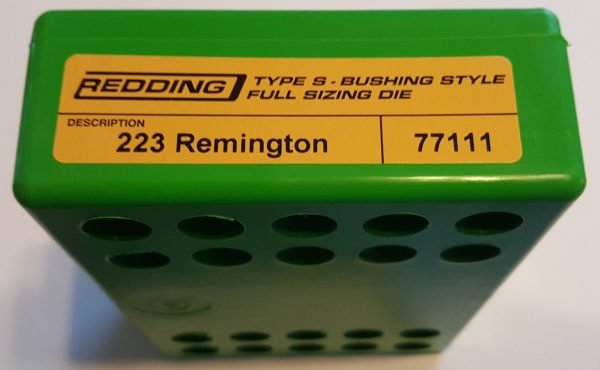 REDDING TYPE S - BUSHING STYLE
FULL SIZING DIE
DESCRIPTION
223 Remington 77111